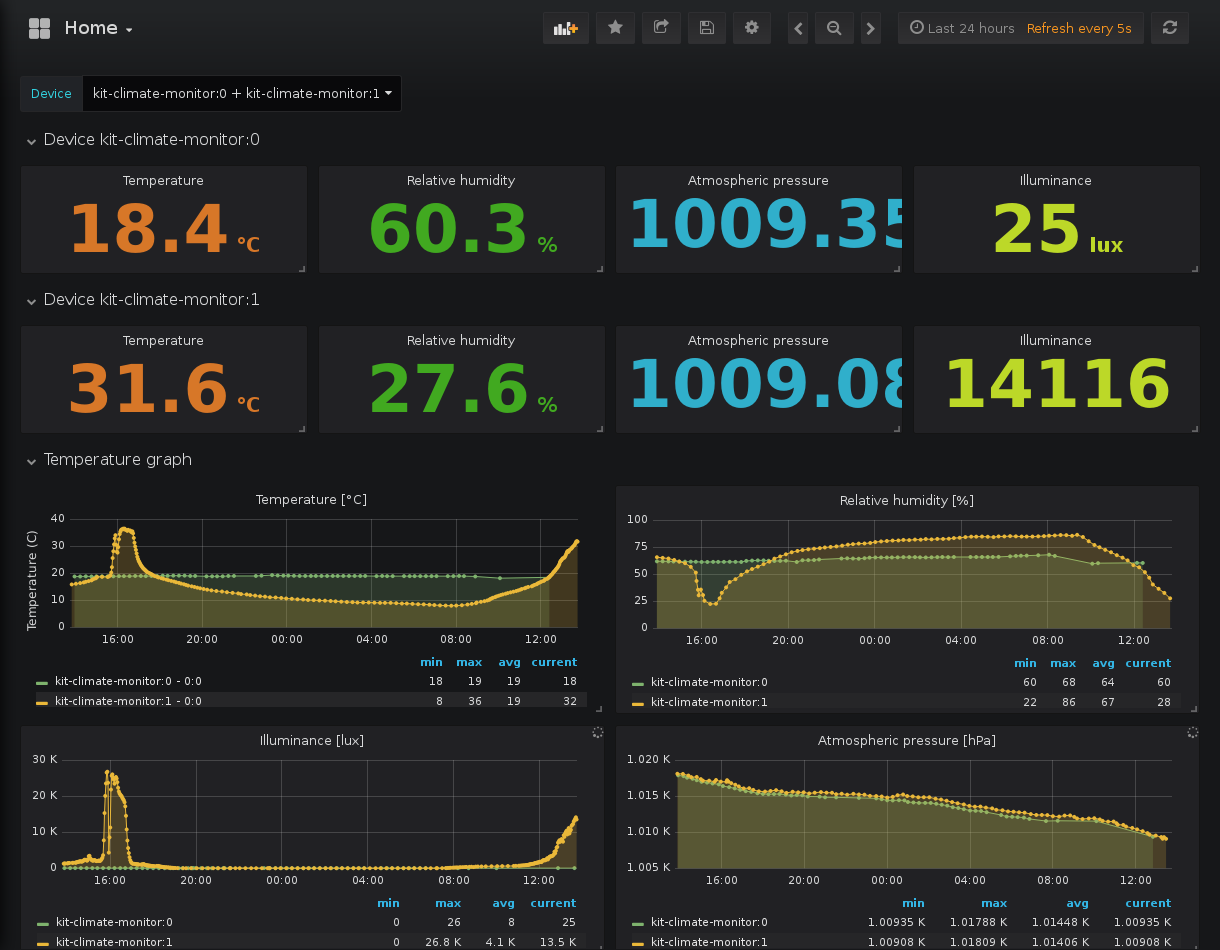 Home
Last 24 hours Refresh every 5s
Device kit-climate-monitor:0 + kit-climate-monitor:1
Device kit-climate-monitor:0
Temperature Relative humidity Atmospheric pressure Illuminance
18.4 °C 60.3 % 1009.35 25 lux
Device kit-climate-monitor:1
Temperature Relative humidity Atmospheric pressure Illuminance
31.6 °C 27.6 % 1009.08 14116
Temperature graph
Temperature [°C]
Temperature (C)
40
30
20
10
0
16:00 20:00 00:00 04:00 08:00 12:00
min max avg current
kit-climate-monitor:0 - 0:0 18 19 19 18
kit-climate-monitor:1 - 0:0 8 36 19 32
Relative humidity [%]
100
75
50
25
0
16:00 20:00 00:00 04:00 08:00 12:00
min max avg current
kit-climate-monitor:0 60 68 64 60
kit-climate-monitor:1 22 86 67 28
Illuminance [lux]
30 K
20 K
10 K
0
16:00 20:00 00:00 04:00 08:00 12:00
min max avg current
kit-climate-monitor:0 0 26 8 25
kit-climate-monitor:1 0 26.8 K 4.1 K 13.5 K
Atmospheric pressure [hPa]
1.020 K
1.015 K
1.010 K
1.005 K
16:00 20:00 00:00 04:00 08:00 12:00
min max avg current
kit-climate-monitor:0 1.00935 K 1.01788 K 1.01448 K 1.00935 K
kit-climate-monitor:1 1.00908 K 1.01809 K 1.01406 K 1.00908 K